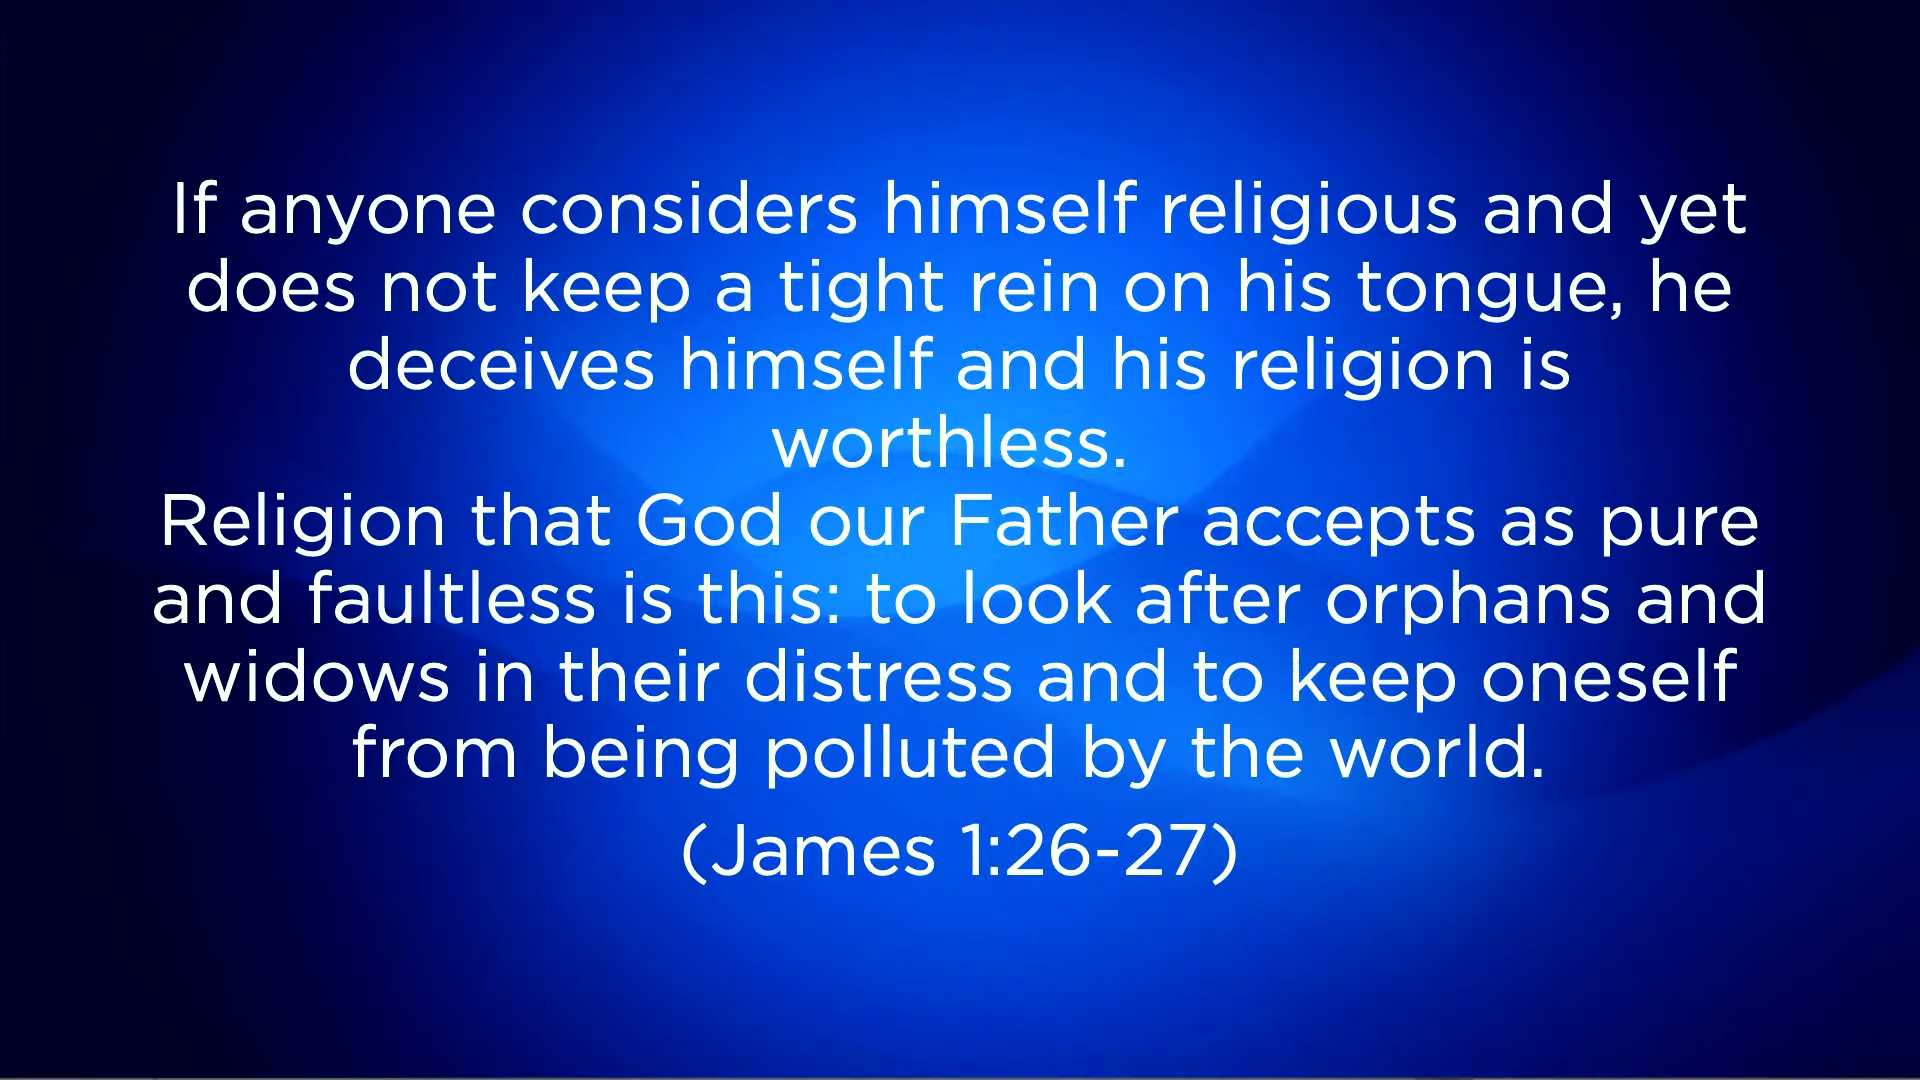 If anyone considers himself religious and yet
does not keep a tight rein on his tongue, he
deceives himself and his religion is
worthless.
Religion that God our Father accepts as pure
and faultless is this: to look after orphans and
widows in their distress and to keep oneself
from being polluted by the world.
(James 1:26-27)